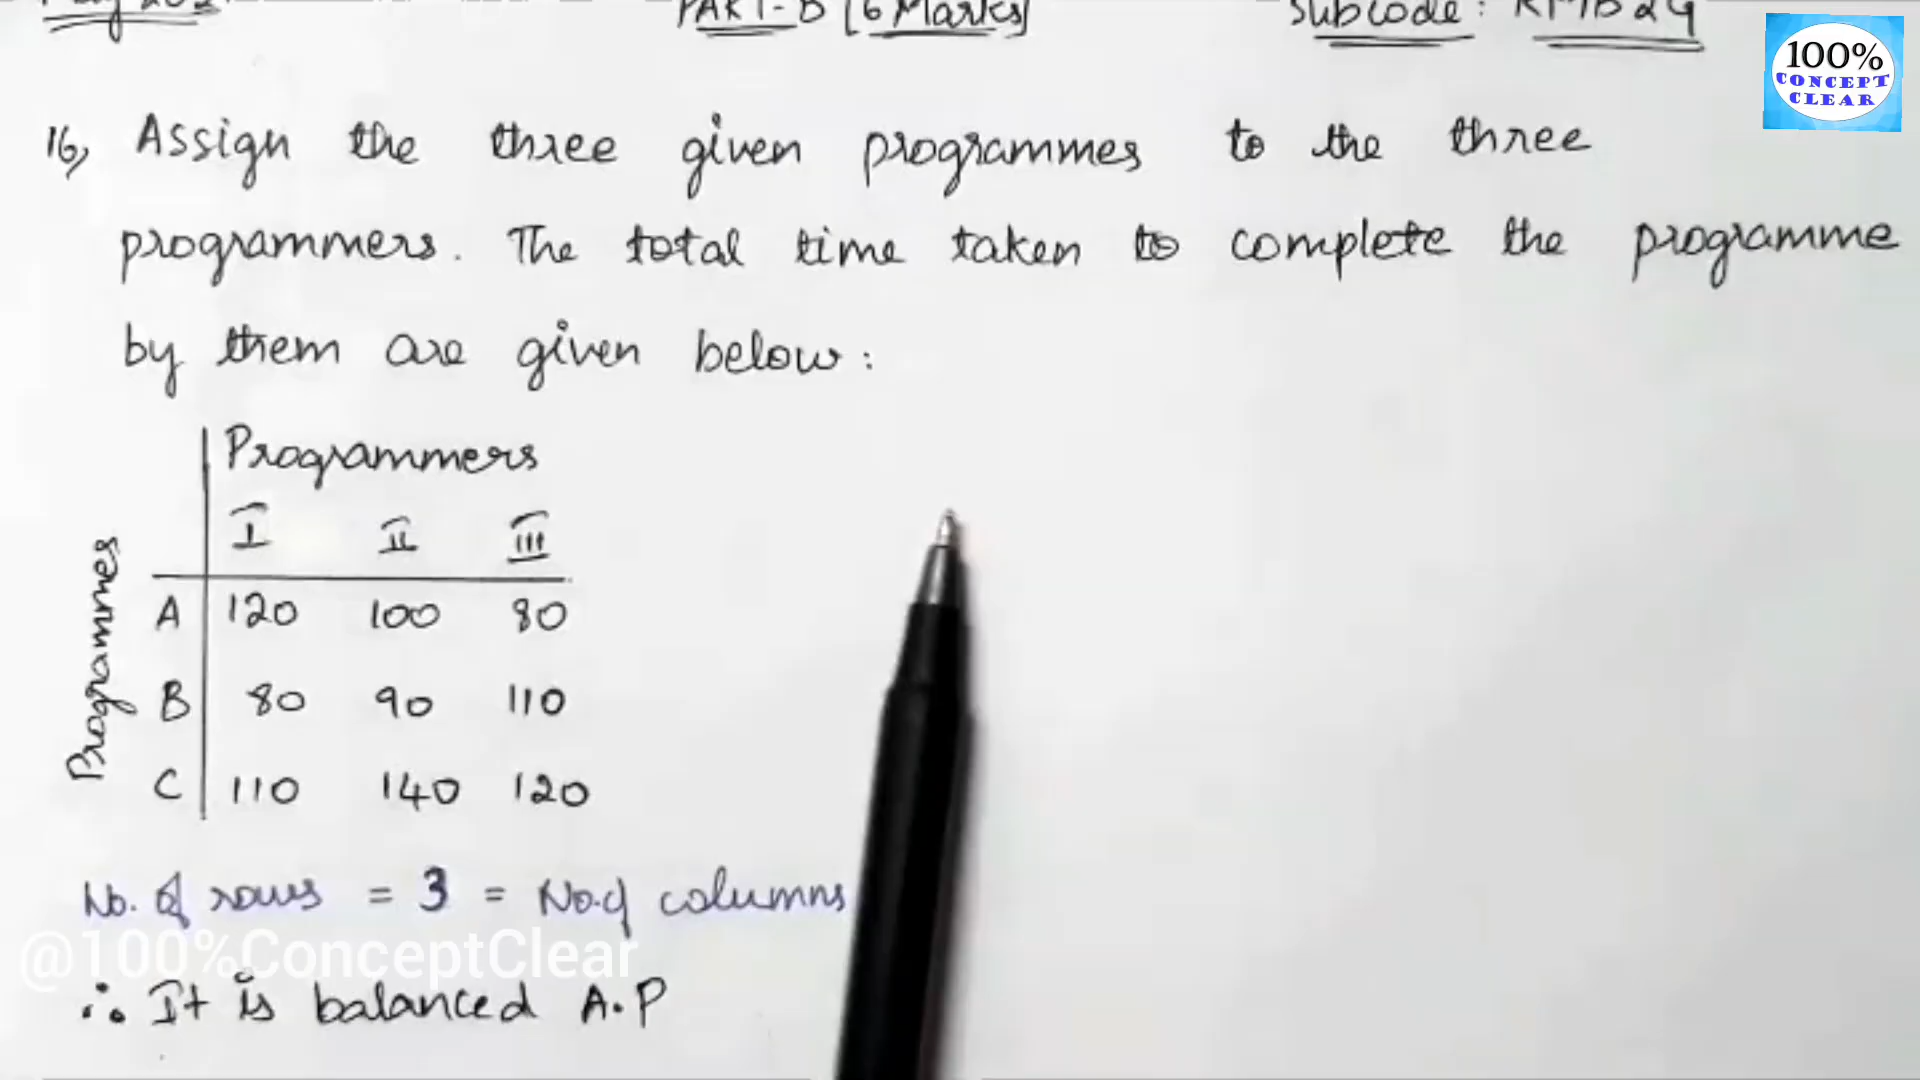 PART-B [6 Marks]
Subcode:
100%
CONCEPT
CLEAR
16, Assign the three given programmes to the three
programmers. The total time taken to complete the programme
by them are given below:
Programmers
I II III
Programmes
A 120 100 80
B 80 90 110
C 110 140 120
No. of rows = 3 = No. of columns
@100%ConceptClear
∴ It is balanced A.P